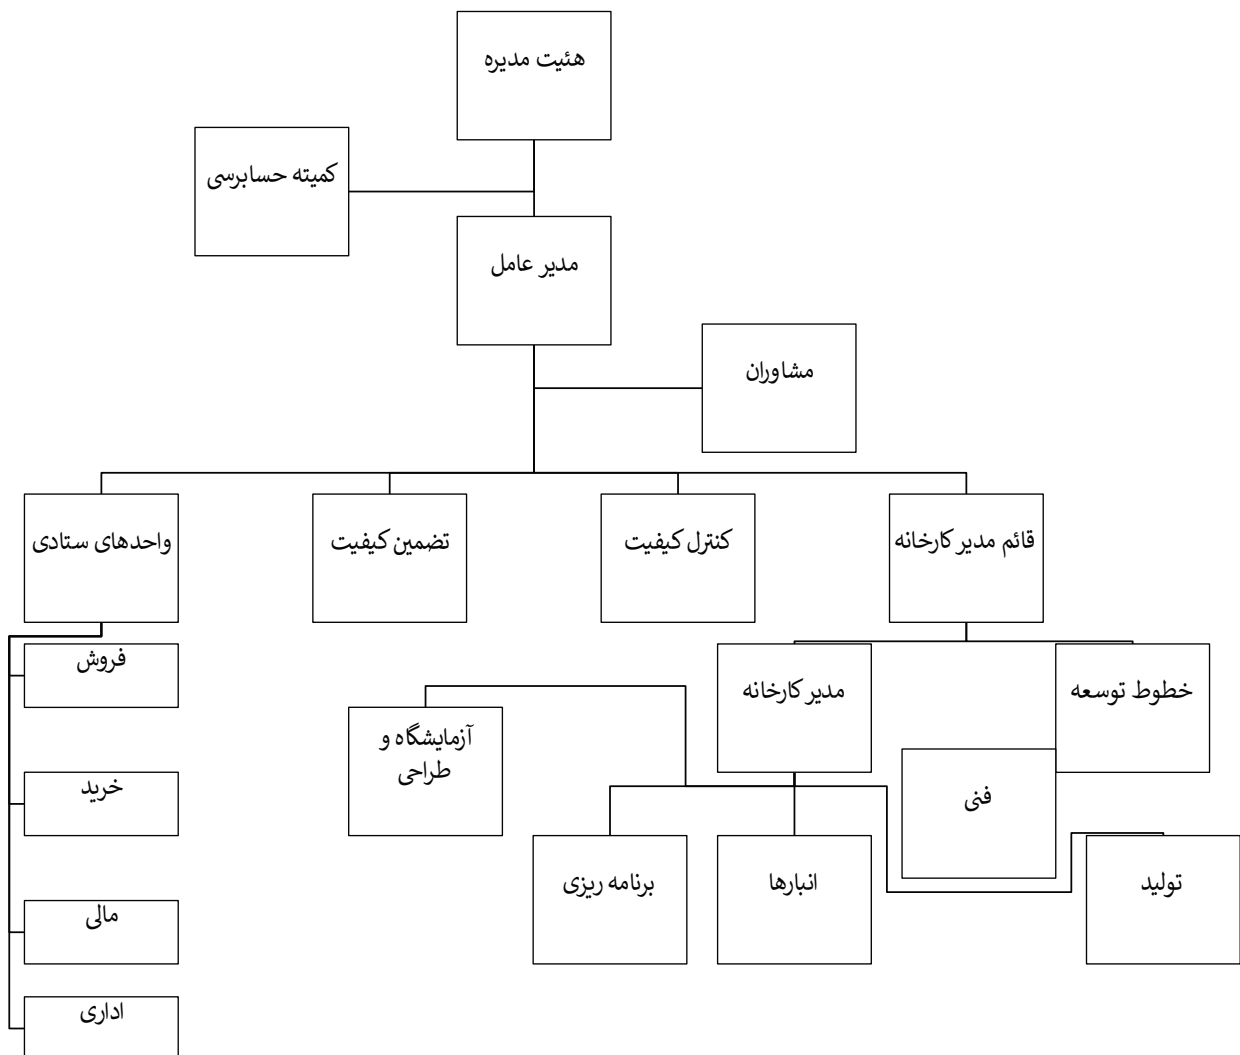 هئیت مدیره
کمیته حسابرسی
مدیر عامل
مشاوران
قائم مدیر کارخانه
کنترل کیفیت
تضمین کیفیت
واحدهای ستادی
خطوط توسعه
مدیر کارخانه
فروش
آزمایشگاه و
طراحی
فنی
خرید
تولید
انبارها
برنامه ریزی
مالی
اداری